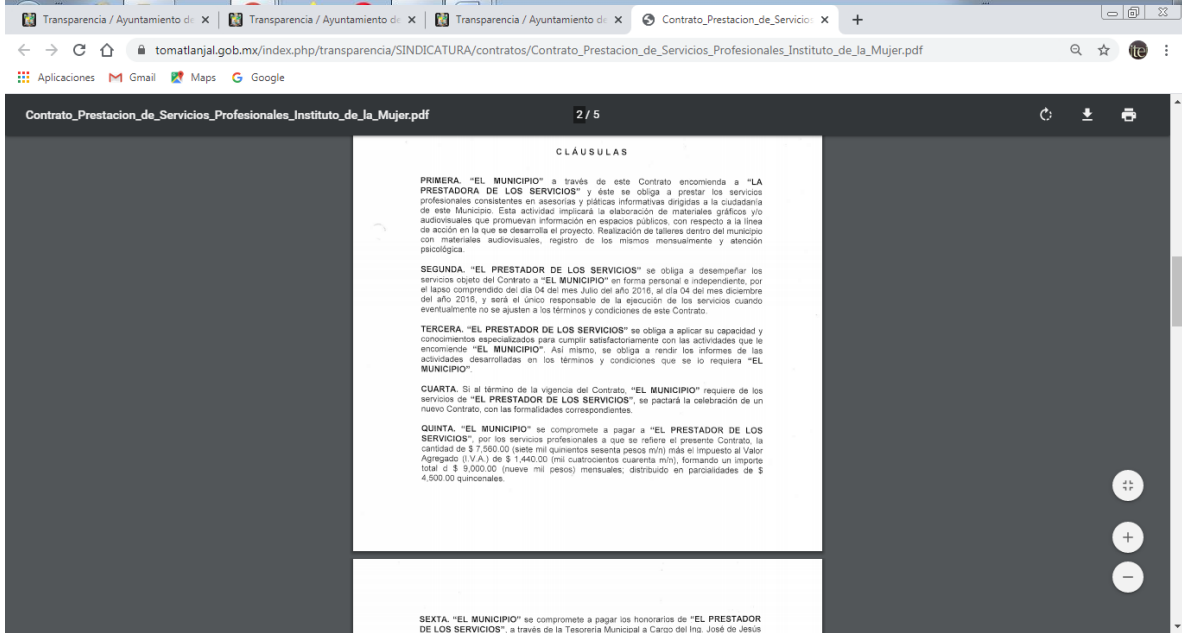 Transparencia / Ayuntamiento de
Transparencia / Ayuntamiento de
Transparencia / Ayuntamiento de
Contrato_Prestacion_de_Servicios
tomatlanjal.gob.mx/index.php/transparencia/SINDICATURA/contratos/Contrato_Prestacion_de_Servicios_Profesionales_Instituto_de_la_Mujer.pdf
Aplicaciones Gmail Maps Google
Contrato_Prestacion_de_Servicios_Profesionales_Instituto_de_la_Mujer.pdf 2 / 5
CLÁUSULAS
PRIMERA. "EL MUNICIPIO" a través de este Contrato encomienda a "LA
PRESTADORA DE LOS SERVICIOS" y éste se obliga a prestar los servicios
profesionales consistentes en asesorías y pláticas informativas dirigidas a la ciudadanía
de este Municipio. Esta actividad implicará la elaboración de materiales gráficos y/o
audiovisuales que promuevan información en espacios públicos, con respecto a la línea
de acción en la que se desarrolla el proyecto. Realización de talleres dentro del municipio
con materiales audiovisuales, registro de los mismos mensualmente y atención
psicológica.
SEGUNDA. "EL PRESTADOR DE LOS SERVICIOS" se obliga a desempeñar los
servicios objeto del Contrato a "EL MUNICIPIO" en forma personal e independiente, por
el lapso comprendido del día 04 del mes Julio del año 2016, al día 04 del mes diciembre
del año 2016, y será el único responsable de la ejecución de los servicios cuando
eventualmente no se ajusten a los términos y condiciones de este Contrato.
TERCERA. "EL PRESTADOR DE LOS SERVICIOS" se obliga a aplicar su capacidad y
conocimientos especializados para cumplir satisfactoriamente con las actividades que le
encomiende "EL MUNICIPIO". Así mismo, se obliga a rendir los informes de las
actividades desarrolladas en los términos y condiciones que se lo requiera "EL
MUNICIPIO".
CUARTA. Si al término de la vigencia del Contrato, "EL MUNICIPIO" requiere de los
servicios de "EL PRESTADOR DE LOS SERVICIOS", se pactará la celebración de un
nuevo Contrato, con las formalidades correspondientes.
QUINTA. "EL MUNICIPIO" se compromete a pagar a "EL PRESTADOR DE LOS
SERVICIOS", por los servicios profesionales a que se refiere el presente Contrato, la
cantidad de $ 7,560.00 (siete mil quinientos sesenta pesos m/n) más el Impuesto al Valor
Agregado (I.V.A.) de $ 1,440.00 (mil cuatrocientos cuarenta m/n), formando un importe
total d $ 9,000.00 (nueve mil pesos) mensuales; distribuido en parcialidades de $
4,500.00 quincenales.
SEXTA. "EL MUNICIPIO" se compromete a pagar los honorarios de "EL PRESTADOR
DE LOS SERVICIOS", a través de la Tesorería Municipal a Cargo del Ing. José de Jesús